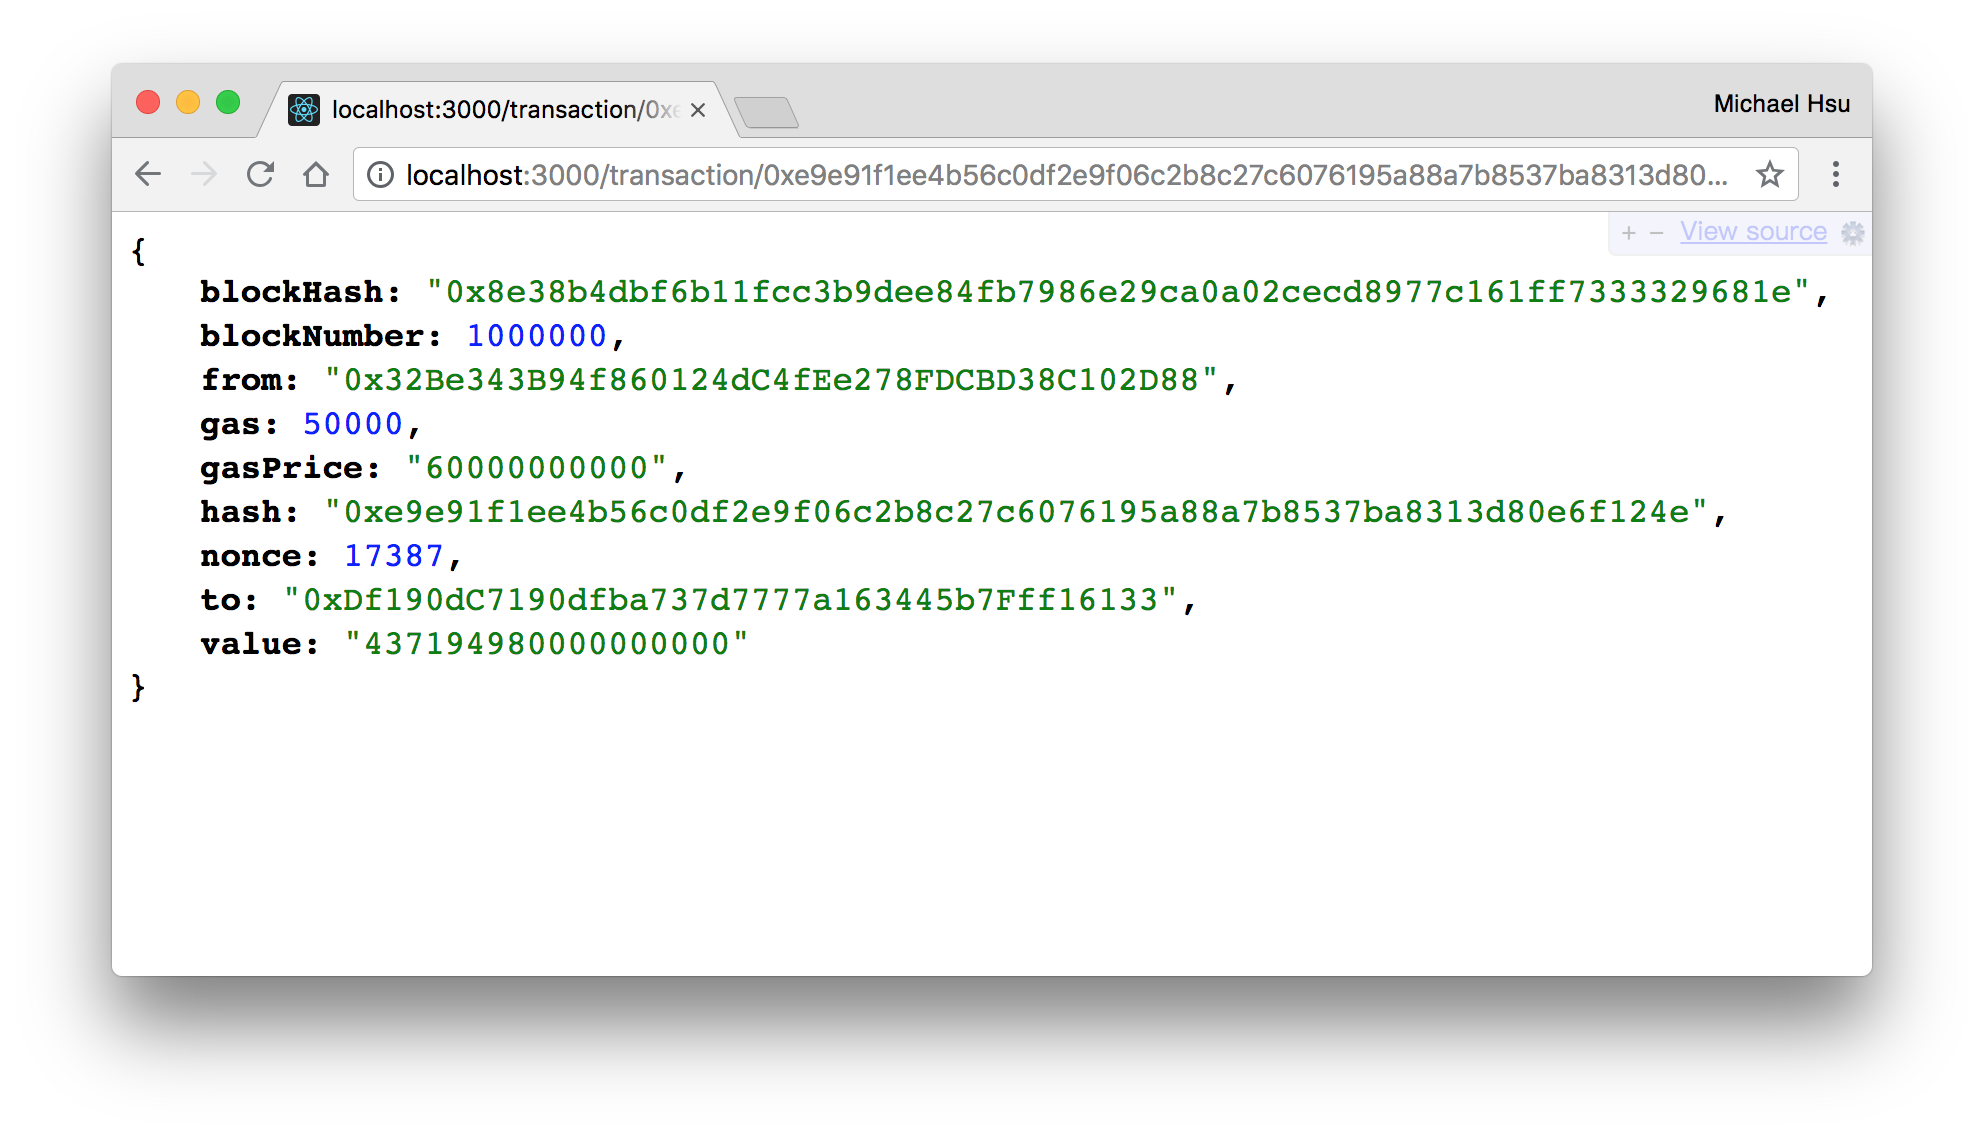 localhost:3000/transaction/0xe
Michael Hsu
localhost:3000/transaction/0xe9e91f1ee4b56c0df2e9f06c2b8c27c6076195a88a7b8537ba8313d80...
+ − View source
{
blockHash: "0x8e38b4dbf6b11fcc3b9dee84fb7986e29ca0a02cecd8977c161ff7333329681e",
blockNumber: 1000000,
from: "0x32Be343B94f860124dC4fEe278FDCBD38C102D88",
gas: 50000,
gasPrice: "60000000000",
hash: "0xe9e91f1ee4b56c0df2e9f06c2b8c27c6076195a88a7b8537ba8313d80e6f124e",
nonce: 17387,
to: "0xDf190dC7190dfba737d7777a163445b7Fff16133",
value: "437194980000000000"
}